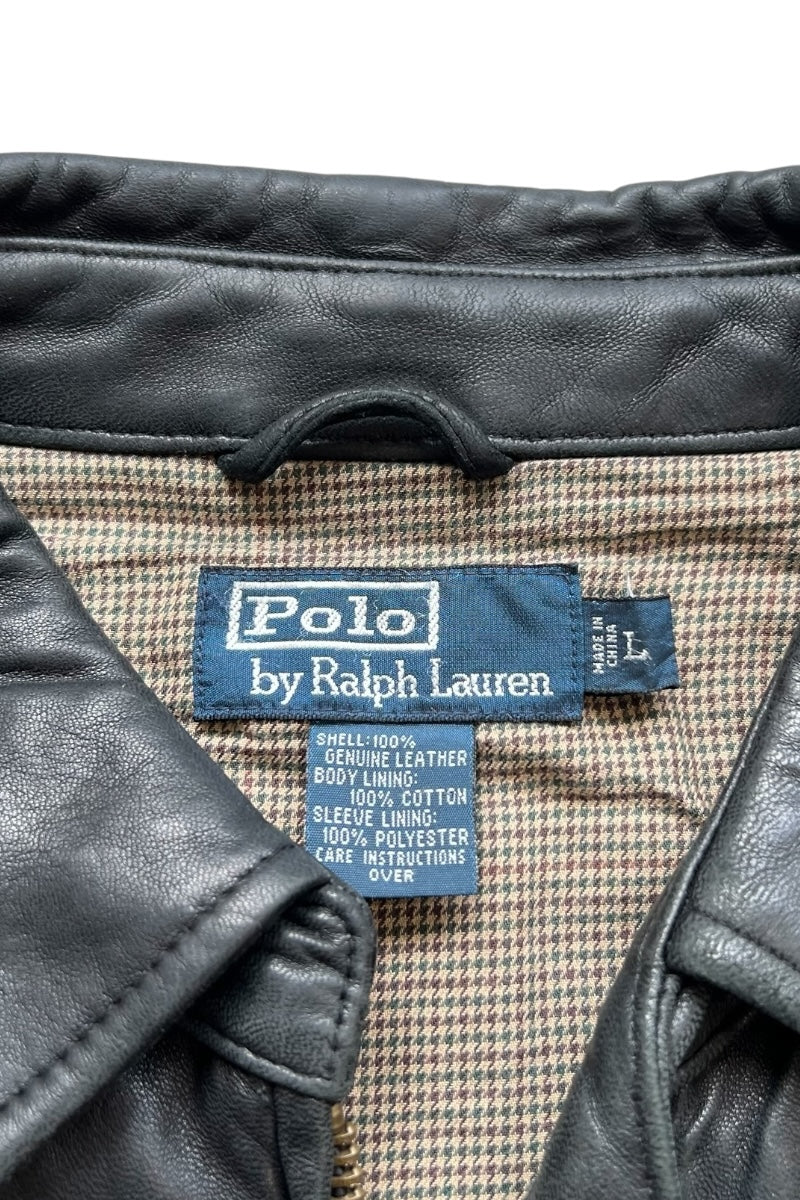 Polo
by Ralph Lauren
MADE IN
CHINA
L
SHELL: 100%
GENUINE LEATHER
BODY LINING:
100% COTTON
SLEEVE LINING:
100% POLYESTER
CARE INSTRUCTIONS
OVER